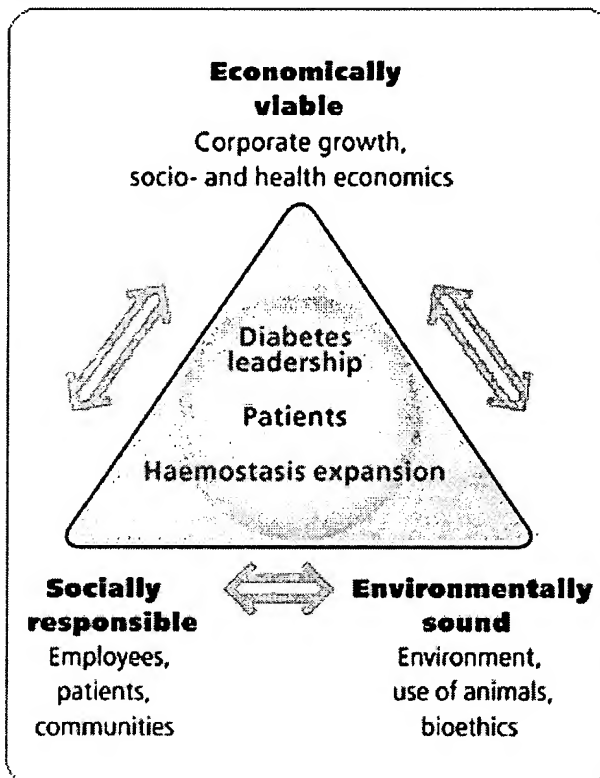 Economically
viable
Corporate growth,
socio- and health economics
Diabetes
leadership
Patients
Haemostasis expansion
Socially
responsible
Employees,
patients,
communities
Environmentally
sound
Environment,
use of animals,
bioethics